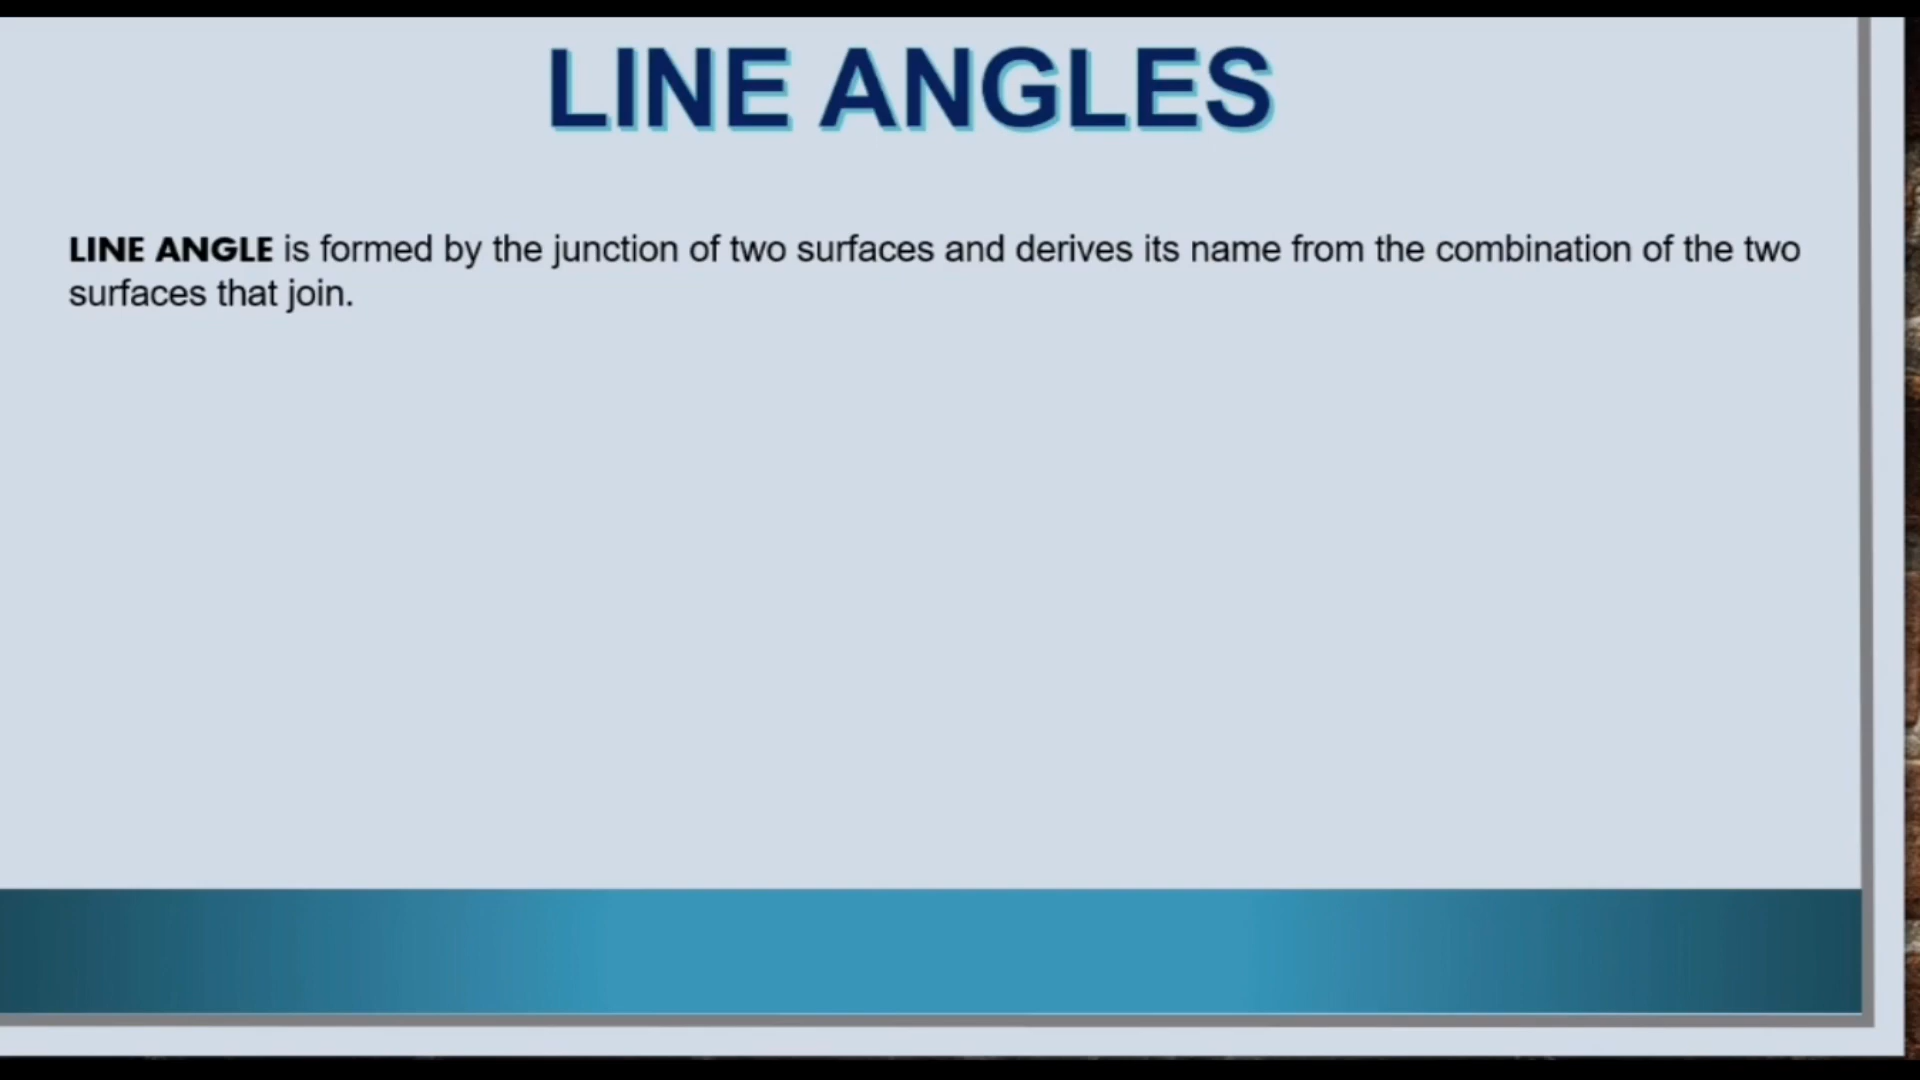 LINE ANGLES
LINE ANGLE is formed by the junction of two surfaces and derives its name from the combination of the two
surfaces that join.